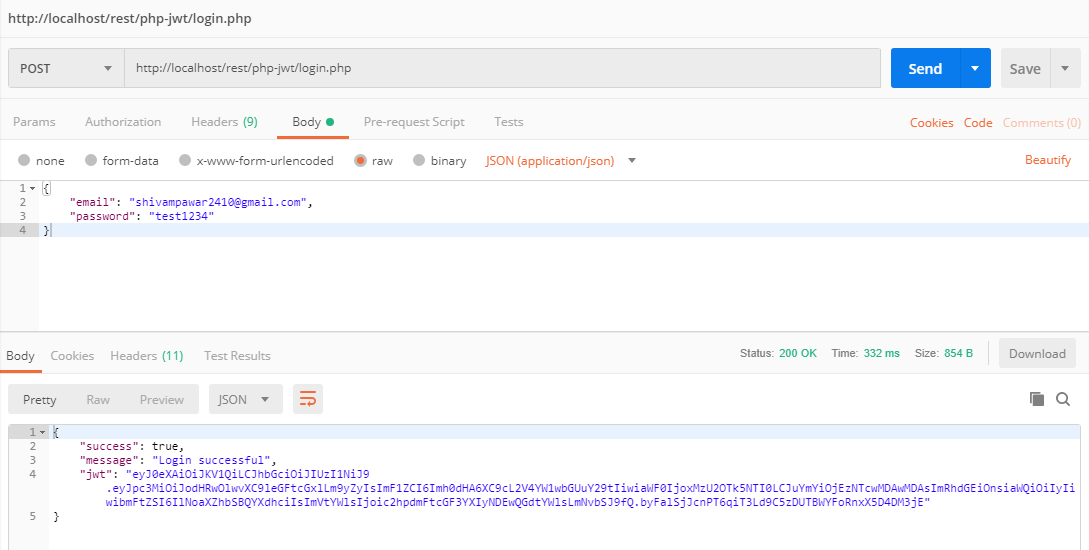 http://localhost/rest/php-jwt/login.php
POST http://localhost/rest/php-jwt/login.php Send Save
Params Authorization Headers (9) Body Pre-request Script Tests Cookies Code Comments (0)
none form-data x-www-form-urlencoded raw binary JSON (application/json) Beautify
1 {
2 "email": "shivampawar2410@gmail.com",
3 "password": "test1234"
4 }
Body Cookies Headers (11) Test Results Status: 200 OK Time: 332 ms Size: 854 B Download
Pretty Raw Preview JSON
1 {
2 "success": true,
3 "message": "Login successful",
4 "jwt": "eyJ0eXAiOiJKV1QiLCJhbGciOiJIUzI1NiJ9
.eyJpc3MiOiJodHRwOlwvXC9leGFtcGxlLm9yZyIsImF1ZCI6Imh0dHA6XC9cL2V4YW1wbGUuY29tIiwiaWF0IjoxMzU2OTk5NTI0LCJuYmYiOjEzNTcwMDAwMDAsImRhdGEiOnsiaWQiOiIyIi
wibmFtZSI6IlNoaXZhbSBQYXdhciIsImVtYWlsIjoic2hpdmFtcGF3YXIyNDEwQGdtYWlsLmNvbSJ9fQ.byFalSjJcnPT6qiT3Ld9C5zDUTBWYFoRnxX5D4DM3jE"
5 }